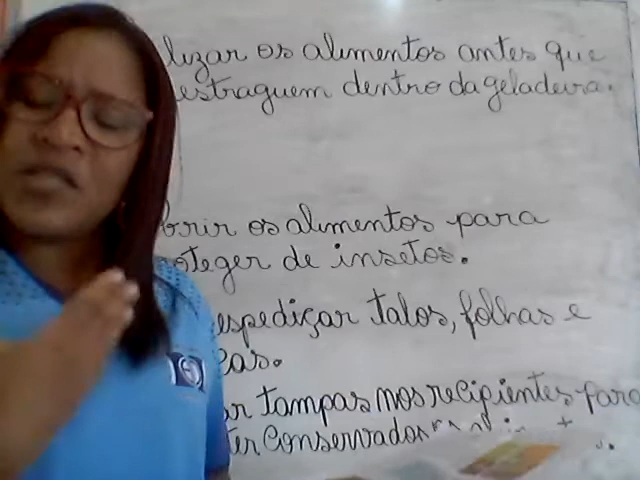 lizar os alimentos antes que
estraguem dentro da geladeira.
brir os alimentos para
oteger de insetos.
espediçar talos, folhas e
cas.
ar tampas nos recipientes para
ter conservados